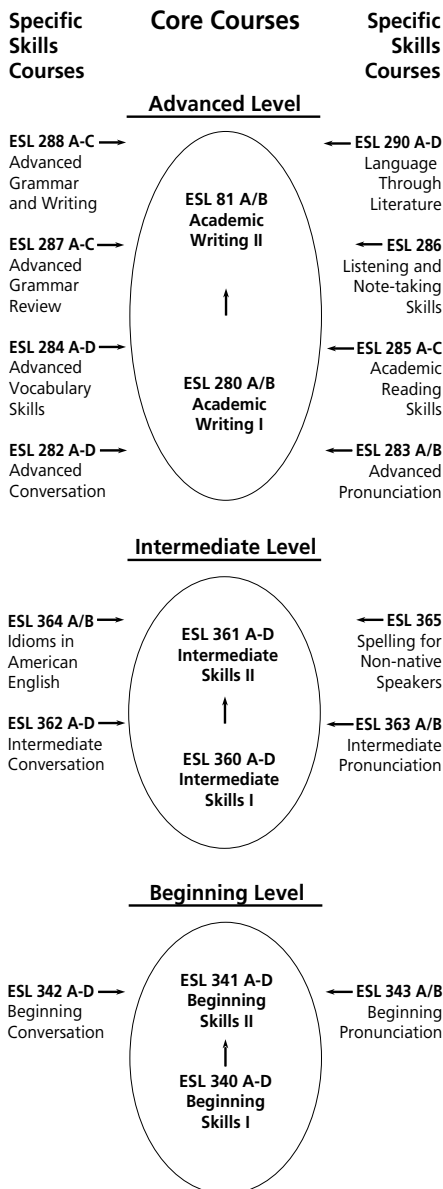 Specific
Skills
Courses
Core Courses
Specific
Skills
Courses
Advanced Level
ESL 288 A-C
Advanced
Grammar
and Writing
ESL 287 A-C
Advanced
Grammar
Review
ESL 284 A-D
Advanced
Vocabulary
Skills
ESL 282 A-D
Advanced
Conversation
ESL 81 A/B
Academic
Writing II
ESL 280 A/B
Academic
Writing I
ESL 290 A-D
Language
Through
Literature
ESL 286
Listening and
Note-taking
Skills
ESL 285 A-C
Academic
Reading
Skills
ESL 283 A/B
Advanced
Pronunciation
Intermediate Level
ESL 364 A/B
Idioms in
American
English
ESL 362 A-D
Intermediate
Conversation
ESL 361 A-D
Intermediate
Skills II
ESL 360 A-D
Intermediate
Skills I
ESL 365
Spelling for
Non-native
Speakers
ESL 363 A/B
Intermediate
Pronunciation
Beginning Level
ESL 342 A-D
Beginning
Conversation
ESL 341 A-D
Beginning
Skills II
ESL 340 A-D
Beginning
Skills I
ESL 343 A/B
Beginning
Pronunciation